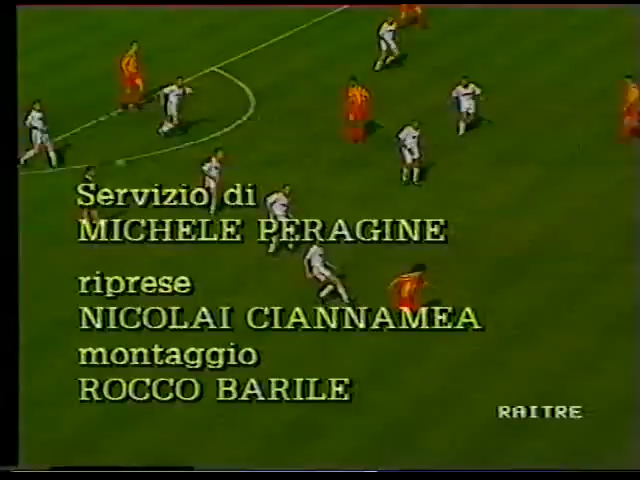 Servizio di
MICHELE PERAGINE
riprese
NICOLAI CIANNAMEA
montaggio
ROCCO BARILE
RAITRE